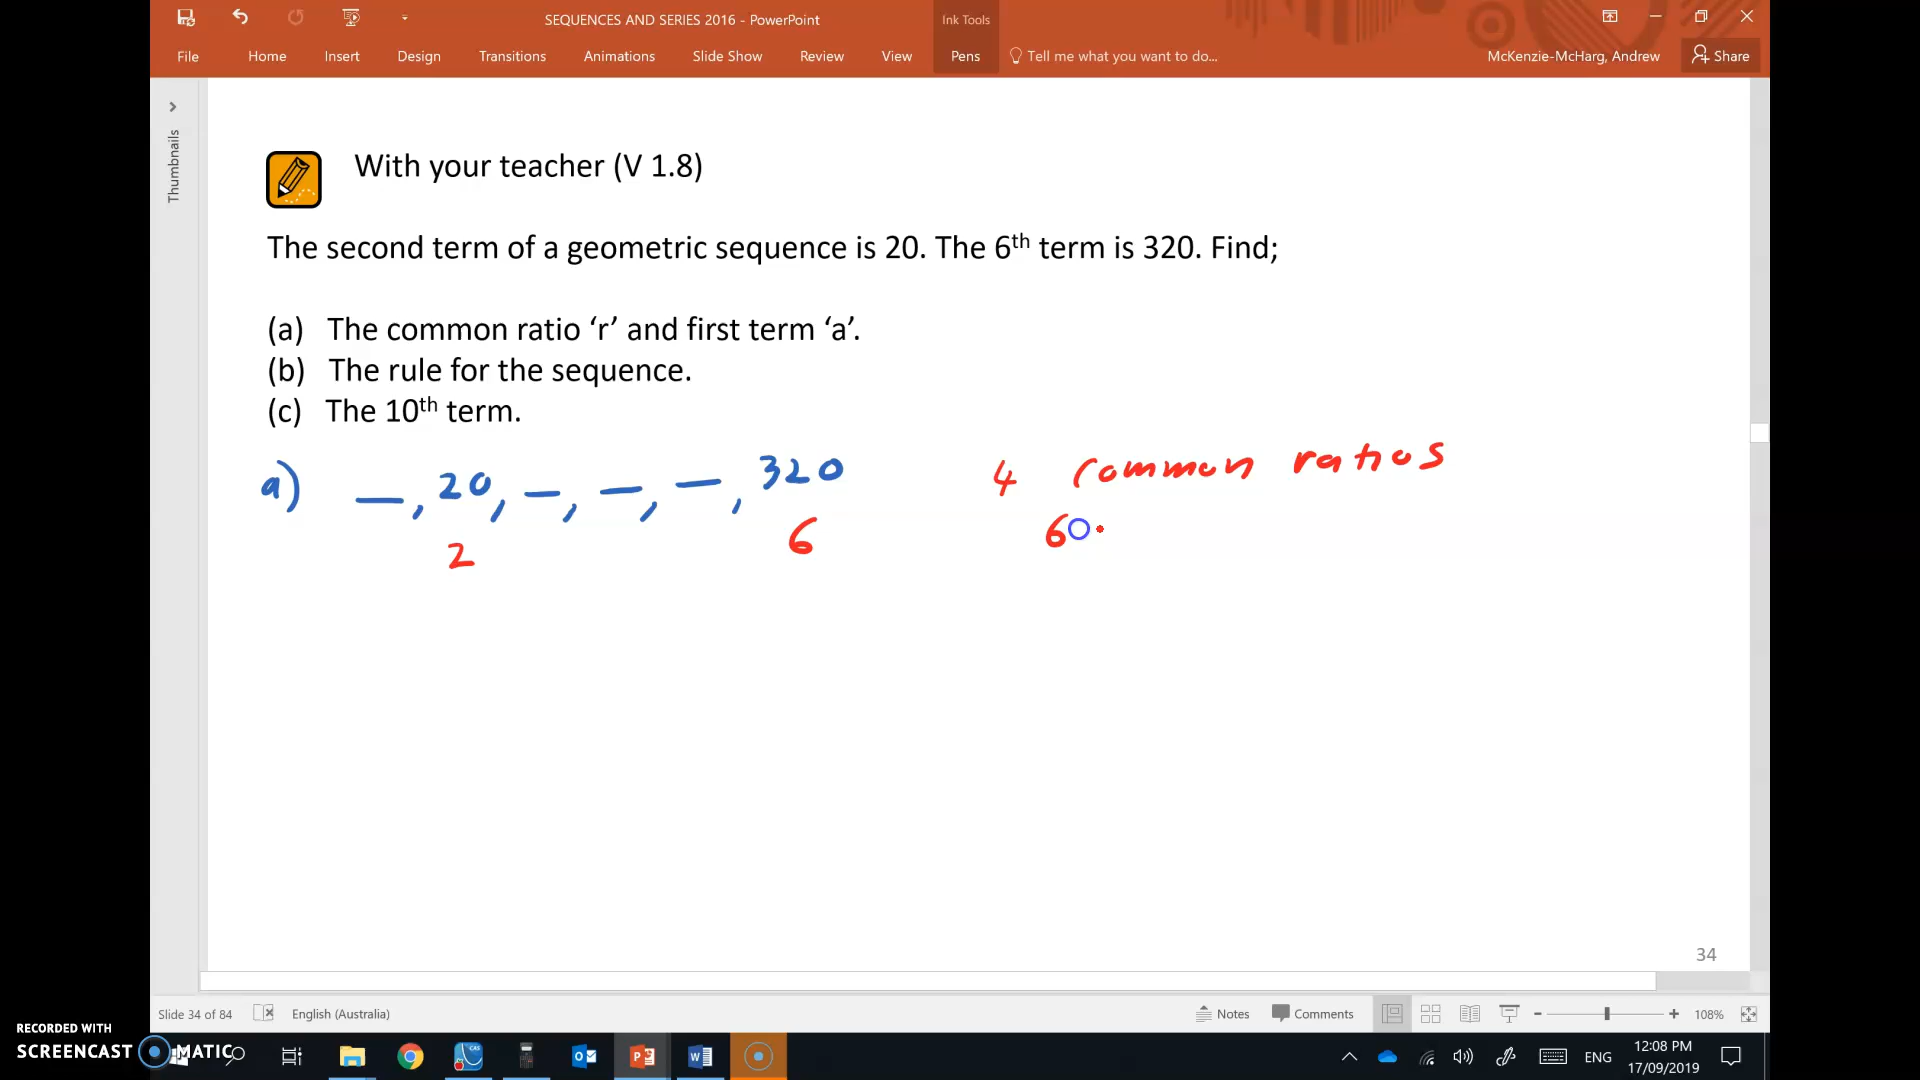 SEQUENCES AND SERIES 2016 - PowerPoint
Ink Tools
File Home Insert Design Transitions Animations Slide Show Review View Pens Tell me what you want to do... McKenzie-McHarg, Andrew Share
Thumbnails
With your teacher (V 1.8)
The second term of a geometric sequence is 20. The 6th term is 320. Find;
(a) The common ratio ‘r’ and first term ‘a’.
(b) The rule for the sequence.
(c) The 10th term.
a) _, 20, _, _, _, 320
4 common ratios
2 6
6
34
Slide 34 of 84 English (Australia) Notes Comments 108%
RECORDED WITH
SCREENCAST MATIC
ENG
12:08 PM
17/09/2019